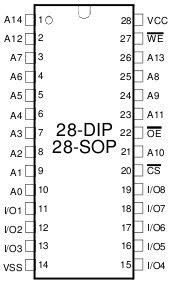 A14 1 28 VCC
A12 2 27 WE
A7 3 26 A13
A6 4 25 A8
A5 5 24 A9
A4 6 23 A11
A3 7 22 OE
28-DIP
A2 8 21 A10
28-SOP
A1 9 20 CS
A0 10 19 I/O8
I/O1 11 18 I/O7
I/O2 12 17 I/O6
I/O3 13 16 I/O5
VSS 14 15 I/O4